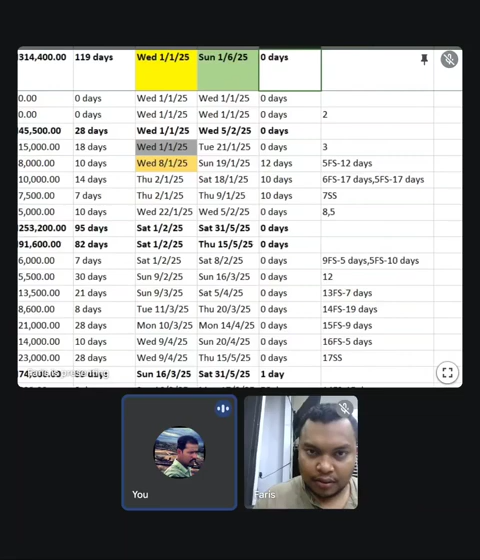 314,400.00 119 days Wed 1/1/25 Sun 1/6/25 0 days
0.00 0 days Wed 1/1/25 Wed 1/1/25 0 days
0.00 0 days Wed 1/1/25 Wed 1/1/25 0 days 2
45,500.00 28 days Wed 1/1/25 Wed 5/2/25 0 days
15,000.00 18 days Wed 1/1/25 Tue 21/1/25 0 days 3
8,000.00 10 days Wed 8/1/25 Sun 19/1/25 12 days 5FS-12 days
10,000.00 14 days Thu 2/1/25 Sat 18/1/25 10 days 6FS-17 days,5FS-17 days
7,500.00 7 days Thu 2/1/25 Thu 9/1/25 10 days 7SS
5,000.00 10 days Wed 22/1/25 Wed 5/2/25 0 days 8,5
253,200.00 95 days Sat 1/2/25 Sat 31/5/25 0 days
91,600.00 82 days Sat 1/2/25 Thu 15/5/25 0 days
6,000.00 7 days Sat 1/2/25 Sat 8/2/25 0 days 9FS-5 days,5FS-10 days
5,500.00 30 days Sun 9/2/25 Sun 16/3/25 0 days 12
13,500.00 21 days Sun 9/3/25 Sat 5/4/25 0 days 13FS-7 days
8,600.00 8 days Tue 11/3/25 Thu 20/3/25 0 days 14FS-19 days
21,000.00 28 days Mon 10/3/25 Mon 14/4/25 0 days 15FS-9 days
14,000.00 10 days Wed 9/4/25 Sun 20/4/25 0 days 16FS-5 days
23,000.00 28 days Wed 9/4/25 Thu 15/5/25 0 days 17SS
days Sun 16/3/25 Sat 31/5/25 1 day
You
Faris